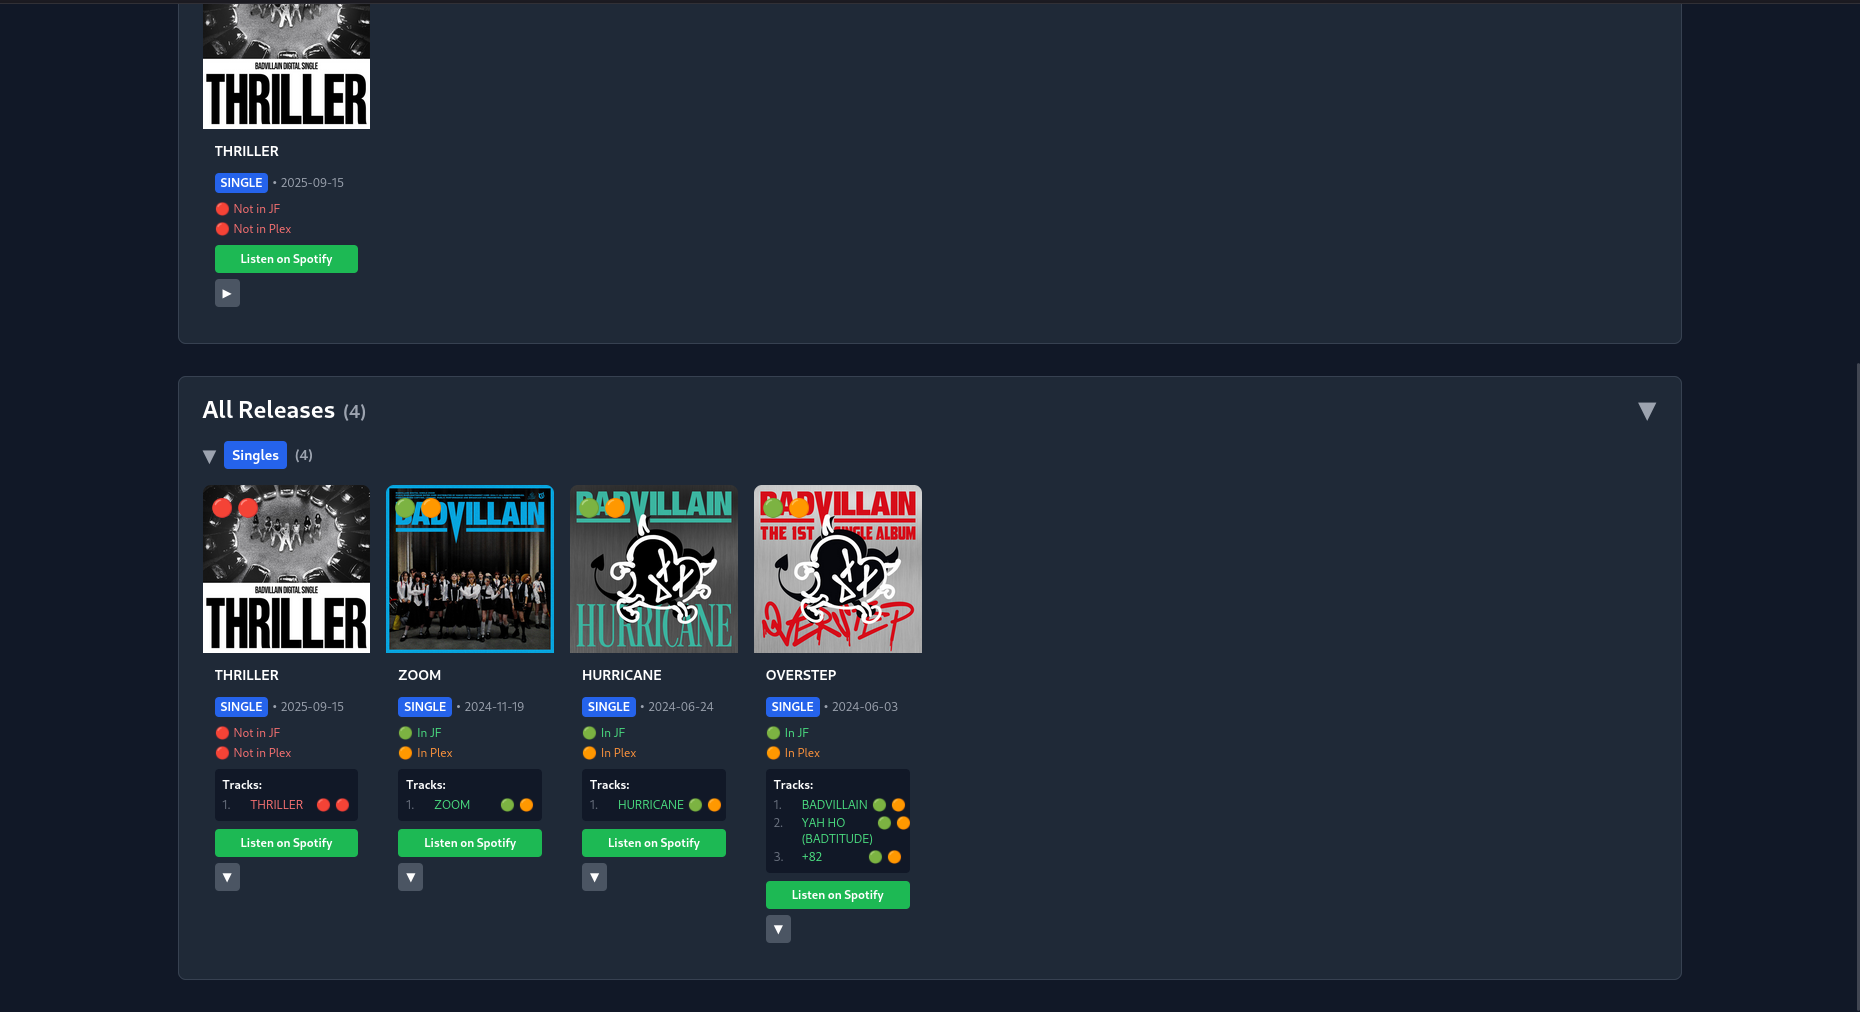 BADVILLAIN DIGITAL SINGLE
THRILLER
THRILLER
SINGLE • 2025-09-15
Not in JF
Not in Plex
Listen on Spotify
All Releases (4)
Singles (4)
BADVILLAIN DIGITAL SINGLE
THRILLER
THRILLER
SINGLE • 2025-09-15
Not in JF
Not in Plex
Tracks:
1. THRILLER
Listen on Spotify
BADVILLAIN
ZOOM
SINGLE • 2024-11-19
In JF
In Plex
Tracks:
1. ZOOM
Listen on Spotify
BADVILLAIN
HURRICANE
HURRICANE
SINGLE • 2024-06-24
In JF
In Plex
Tracks:
1. HURRICANE
Listen on Spotify
BADVILLAIN
THE 1ST SINGLE ALBUM
OVERSTEP
OVERSTEP
SINGLE • 2024-06-03
In JF
In Plex
Tracks:
1. BADVILLAIN
2. YAH HO
(BADTITUDE)
3. +82
Listen on Spotify